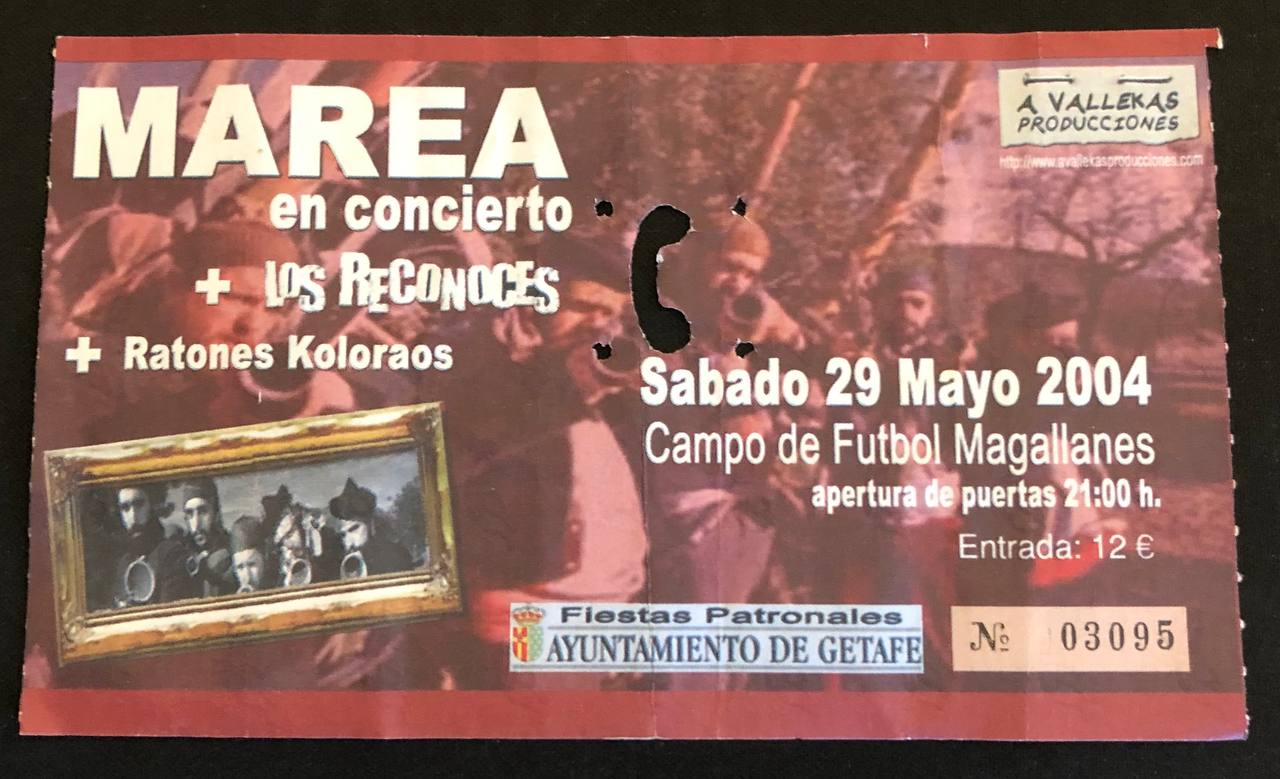 MAREA
en concierto
+ LOS RECONOCES
+ Ratones Koloraos
A VALLEKAS
PRODUCCIONES
http://www.avallekasproducciones.com
Sabado 29 Mayo 2004
Campo de Futbol Magallanes
apertura de puertas 21:00 h.
Entrada: 12 €
Fiestas Patronales
AYUNTAMIENTO DE GETAFE
№ 03095